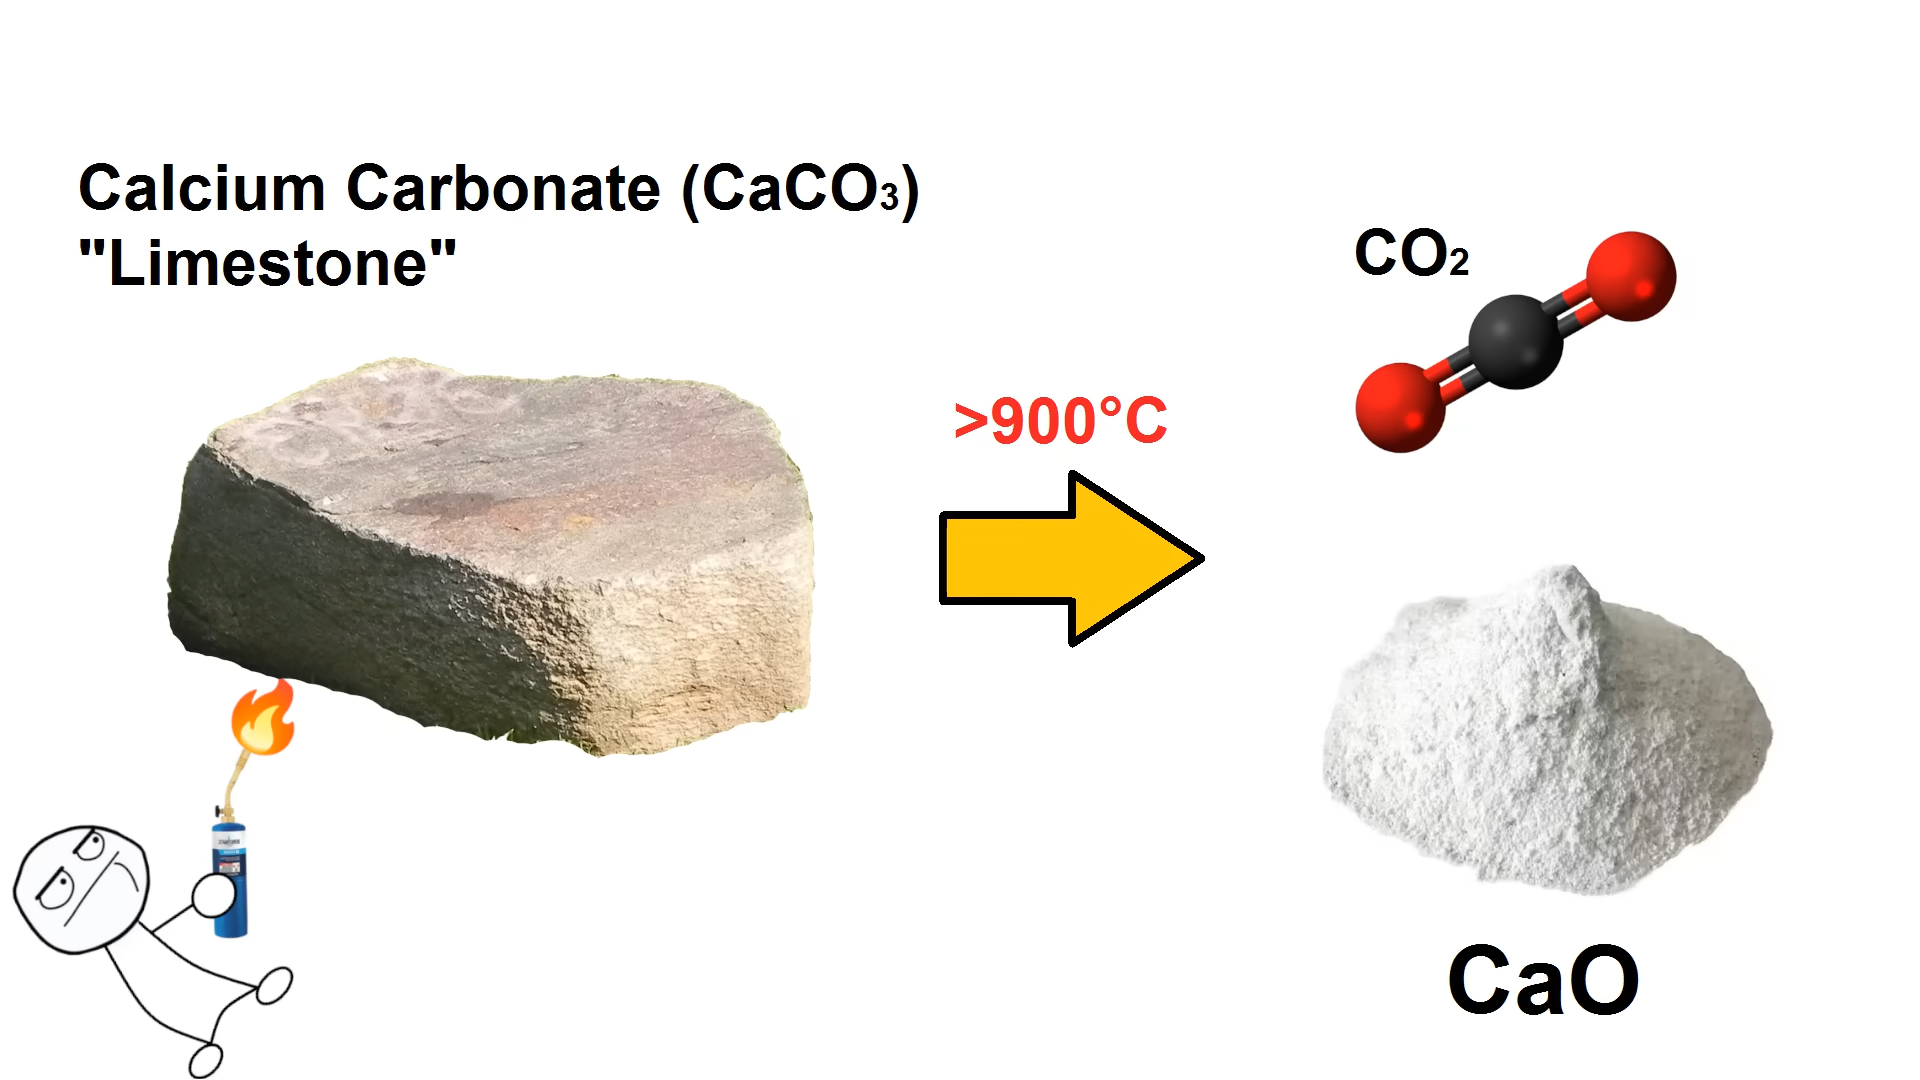 Calcium Carbonate (CaCO₃)
"Limestone"
CO₂
>900°C
CaO